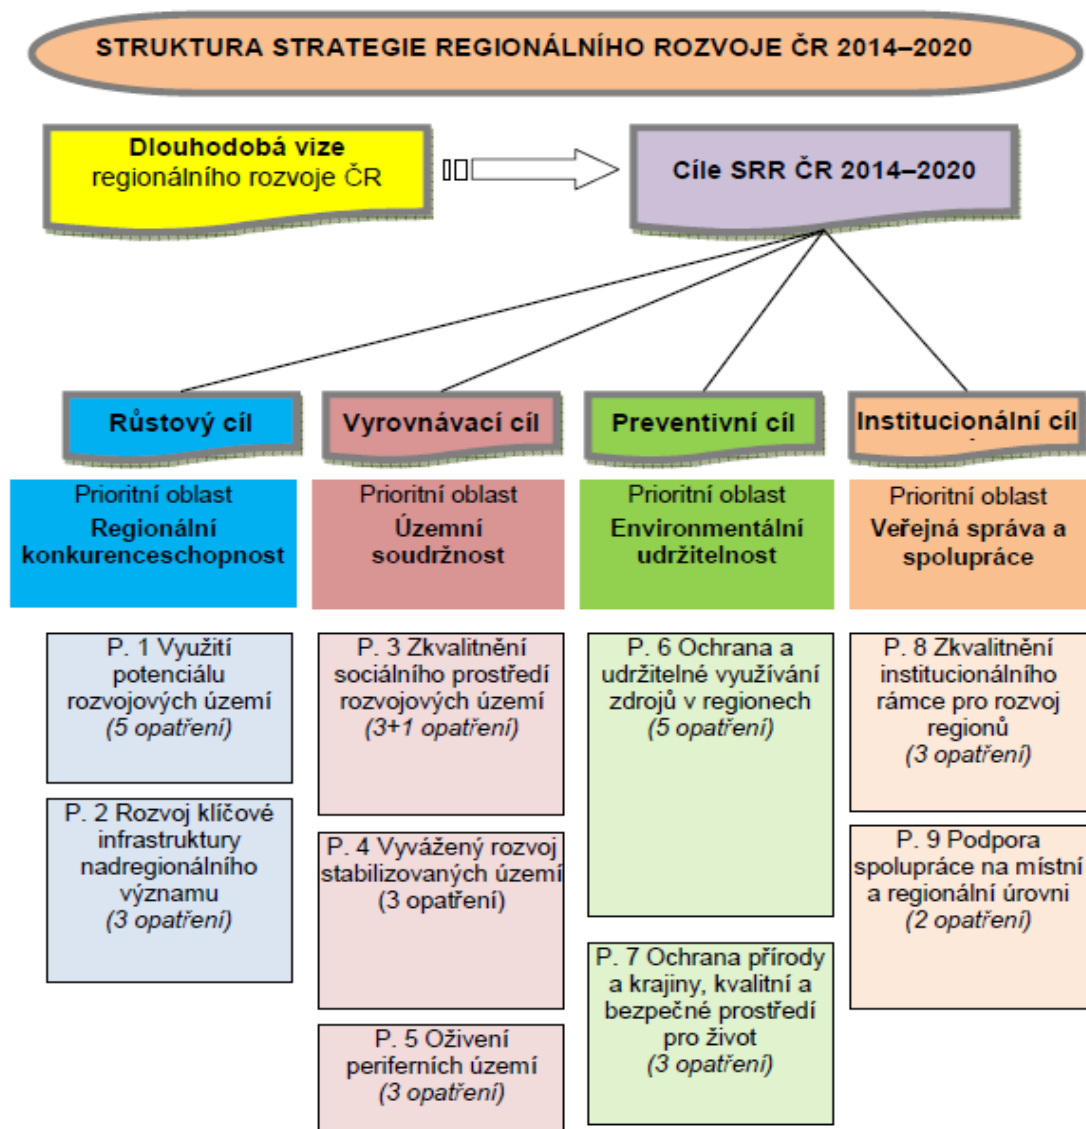 STRUKTURA STRATEGIE REGIONÁLNÍHO ROZVOJE ČR 2014–2020
Dlouhodobá vize
regionálního rozvoje ČR
Cíle SRR ČR 2014–2020
Růstový cíl
Vyrovnávací cíl
Preventivní cíl
Institucionální cíl
Prioritní oblast
Regionální
konkurenceschopnost
Prioritní oblast
Územní
soudržnost
Prioritní oblast
Environmentální
udržitelnost
Prioritní oblast
Veřejná správa a
spolupráce
P. 1 Využití
potenciálu
rozvojových území
(5 opatření)
P. 2 Rozvoj klíčové
infrastruktury
nadregionálního
významu
(3 opatření)
P. 3 Zkvalitnění
sociálního prostředí
rozvojových území
(3+1 opatření)
P. 4 Vyvážený rozvoj
stabilizovaných území
(3 opatření)
P. 5 Oživení
periferních území
(3 opatření)
P. 6 Ochrana a
udržitelné využívání
zdrojů v regionech
(5 opatření)
P. 7 Ochrana přírody
a krajiny, kvalitní a
bezpečné prostředí
pro život
(3 opatření)
P. 8 Zkvalitnění
institucionálního
rámce pro rozvoj
regionů
(3 opatření)
P. 9 Podpora
spolupráce na místní
a regionální úrovni
(2 opatření)